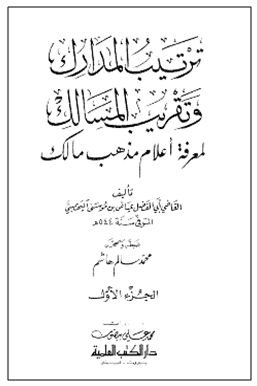 ترتيب المدارك
وتقريب المسالك
لمعرفة أعلام مذهب مالك
تأليف
القاضي أبي الفضل عياض بن موسى اليحصبي
المتوفى سنة ٥٤٤هـ
ضبطه وصححه
محمد سالم هاشم
الجزء الأول
محمد علي بيضون
دار الكتب العلمية